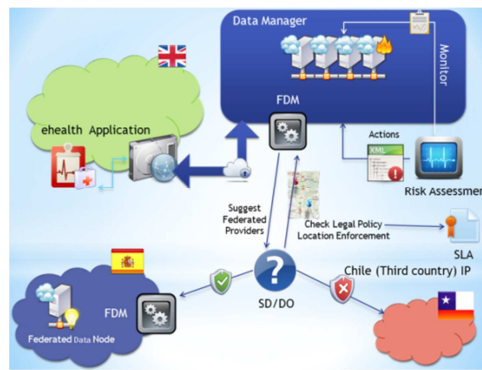 Data Manager
Monitor
FDM
ehealth Application
Actions
XML
Risk Assessmen
Suggest
Federated
Providers
Check Legal Policy
Location Enforcement
SLA
Chile (Third country) IP
SD/DO
FDM
Federated Data Node